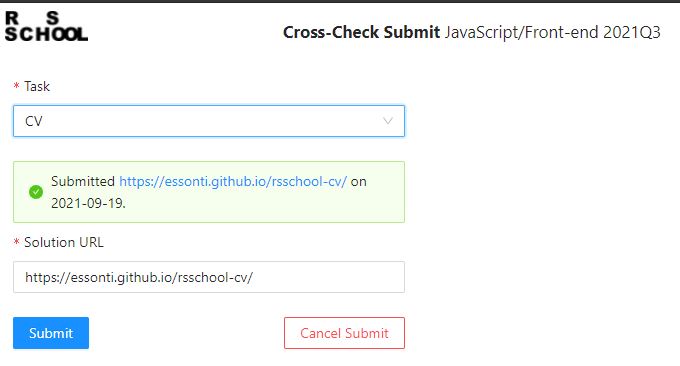 R S
SCHOOL
Cross-Check Submit JavaScript/Front-end 2021Q3
* Task
CV
Submitted https://essonti.github.io/rsschool-cv/ on
2021-09-19.
* Solution URL
https://essonti.github.io/rsschool-cv/
Submit
Cancel Submit